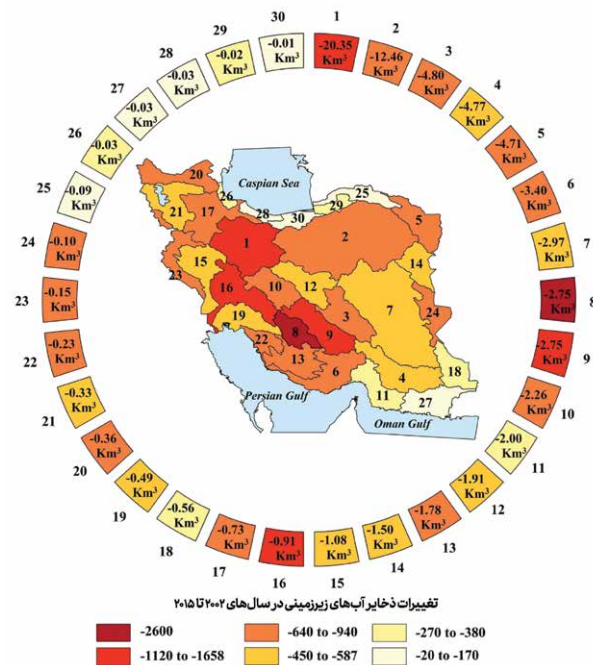 30
1
29
2
28
3
27
4
26
5
25
6
24
7
23
8
22
9
21
10
20
11
19
12
18
13
17
16
15
14
-0.01
Km³
-20.35
Km³
-12.46
Km³
-4.80
Km³
-4.77
Km³
-4.71
Km³
-3.40
Km³
-2.97
Km³
-2.75
Km³
-2.75
Km³
-2.26
Km³
-2.00
Km³
-1.91
Km³
-1.78
Km³
-1.50
Km³
-1.08
Km³
-0.91
Km³
-0.73
Km³
-0.56
Km³
-0.49
Km³
-0.36
Km³
-0.33
Km³
-0.23
Km³
-0.15
Km³
-0.10
Km³
-0.09
Km³
-0.03
Km³
-0.03
Km³
-0.03
Km³
-0.02
Km³
Caspian Sea
20
26
25
21
17
28
30
29
5
1
2
15
23
14
16
10
12
7
19
3
24
8
9
22
13
6
18
4
11
27
Persian Gulf
Oman Gulf
تغییرات ذخایر آب‌های زیرزمینی در سال‌های ۲۰۰۲ تا ۲۰۱۵
-2600
-640 to -940
-270 to -380
-1120 to -1658
-450 to -587
-20 to -170